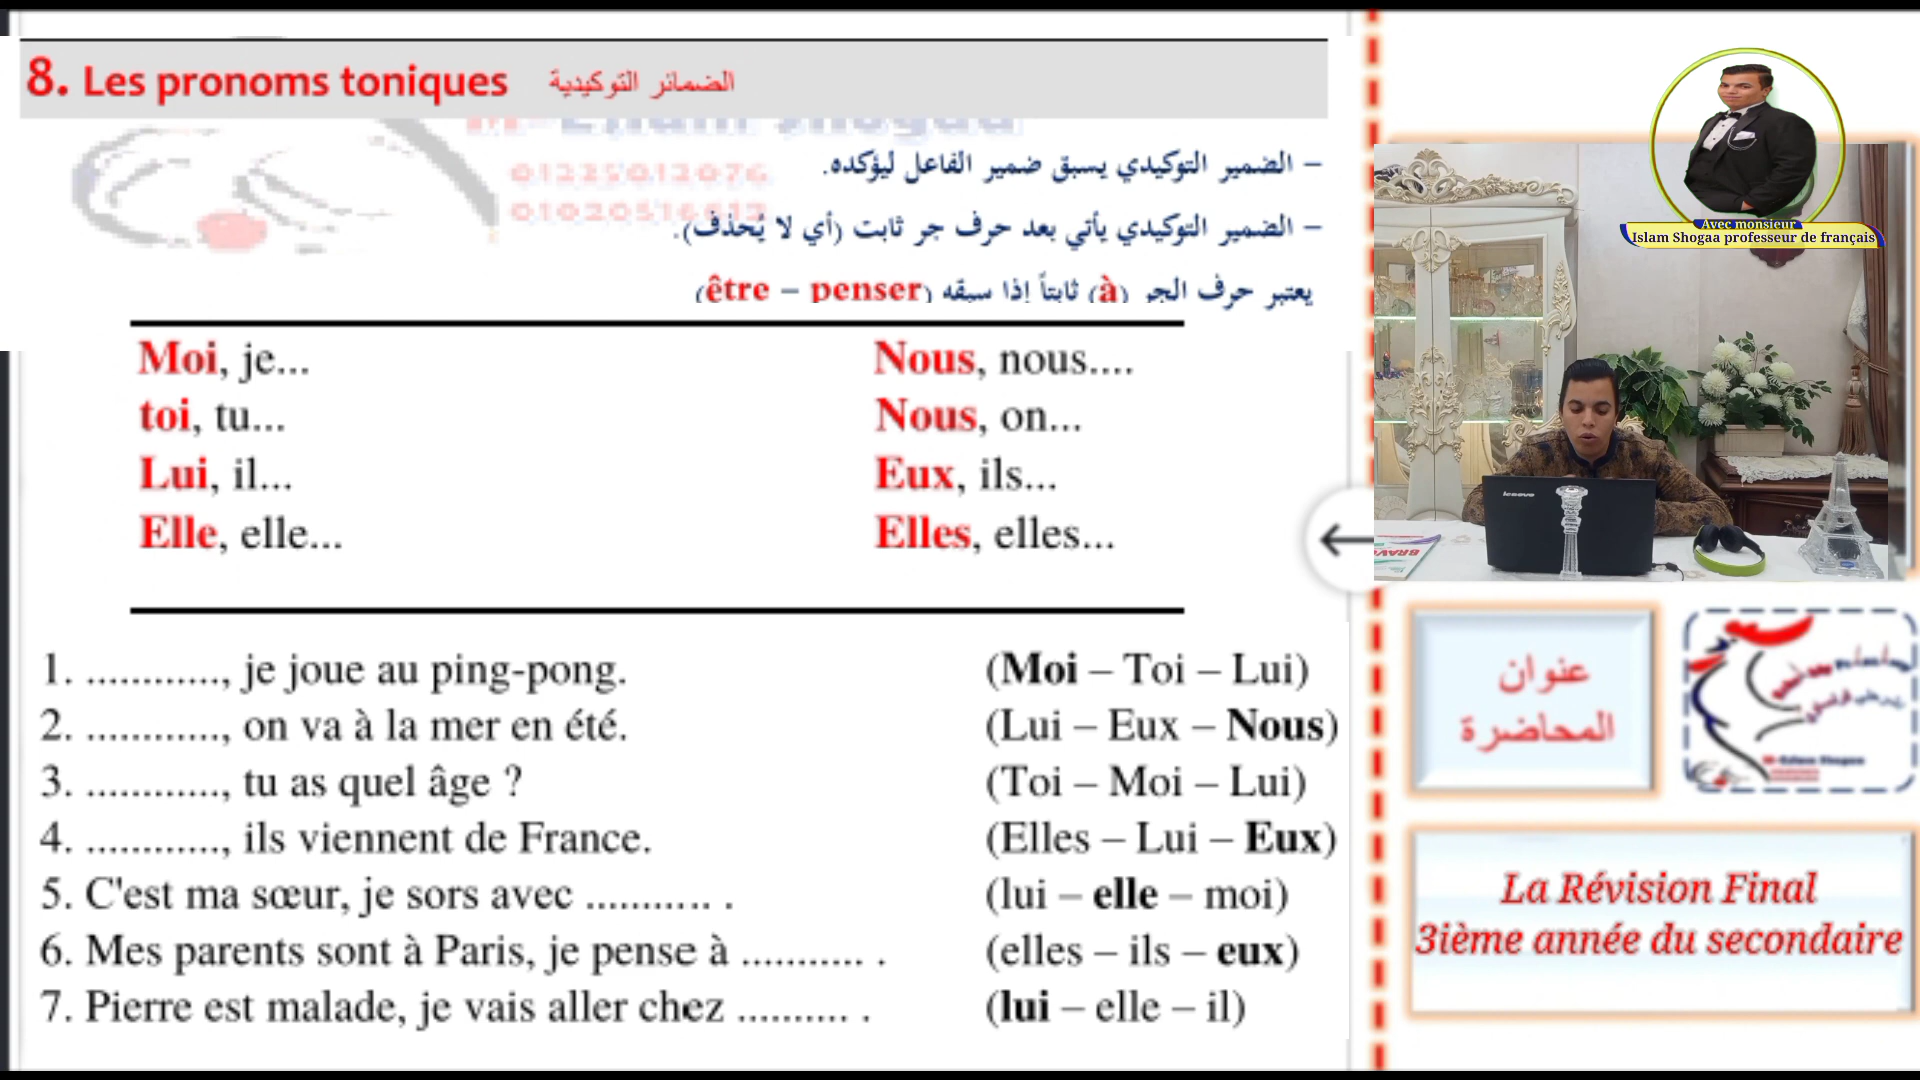 8. Les pronoms toniques الضمائر التوكيدية
01225012076
– الضمير التوكيدي يسبق ضمير الفاعل ليؤكده.
– الضمير التوكيدي يأتي بعد حرف جر ثابت (أي لا يُحذف).
يعتبر حرف الجر (à) ثابتاً إذا سبقه (être – penser)
Moi, je...
toi, tu...
Lui, il...
Elle, elle...
Nous, nous....
Nous, on...
Eux, ils...
Elles, elles...
1. ............, je joue au ping-pong. (Moi – Toi – Lui)
2. ............, on va à la mer en été. (Lui – Eux – Nous)
3. ............, tu as quel âge ? (Toi – Moi – Lui)
4. ............, ils viennent de France. (Elles – Lui – Eux)
5. C'est ma sœur, je sors avec ........... . (lui – elle – moi)
6. Mes parents sont à Paris, je pense à ........... . (elles – ils – eux)
7. Pierre est malade, je vais aller chez .......... . (lui – elle – il)
Avec monsieur
Islam Shogaa professeur de français
lenovo
عنوان
المحاضرة
La Révision Final
3ième année du secondaire